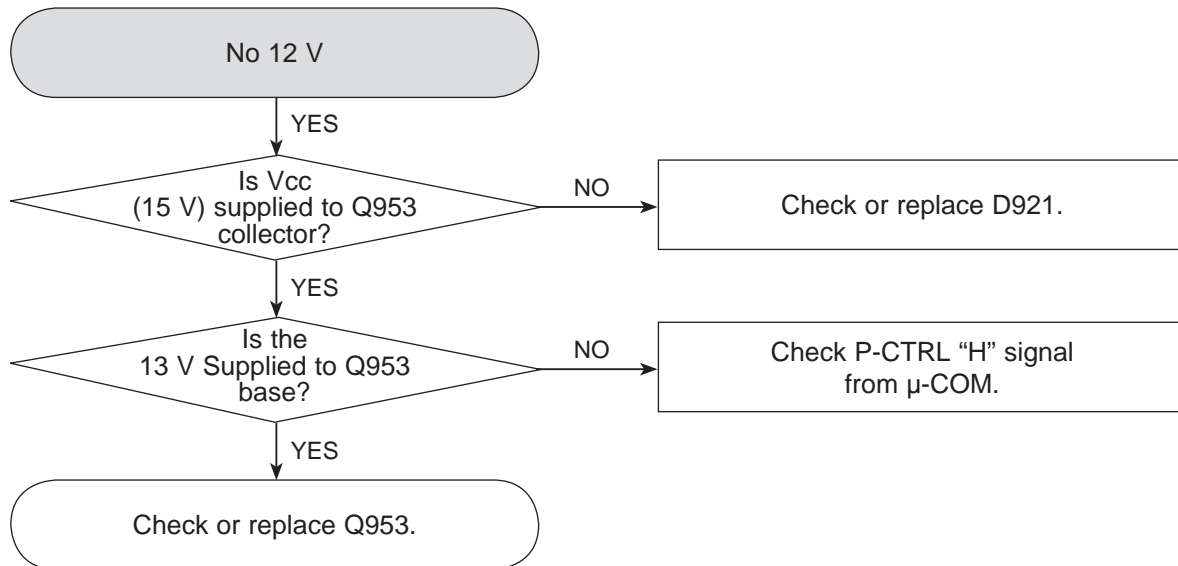 No 12 V
YES
Is Vcc
(15 V) supplied to Q953
collector?
NO
Check or replace D921.
YES
Is the
13 V Supplied to Q953
base?
NO
Check P-CTRL “H” signal
from µ-COM.
YES
Check or replace Q953.